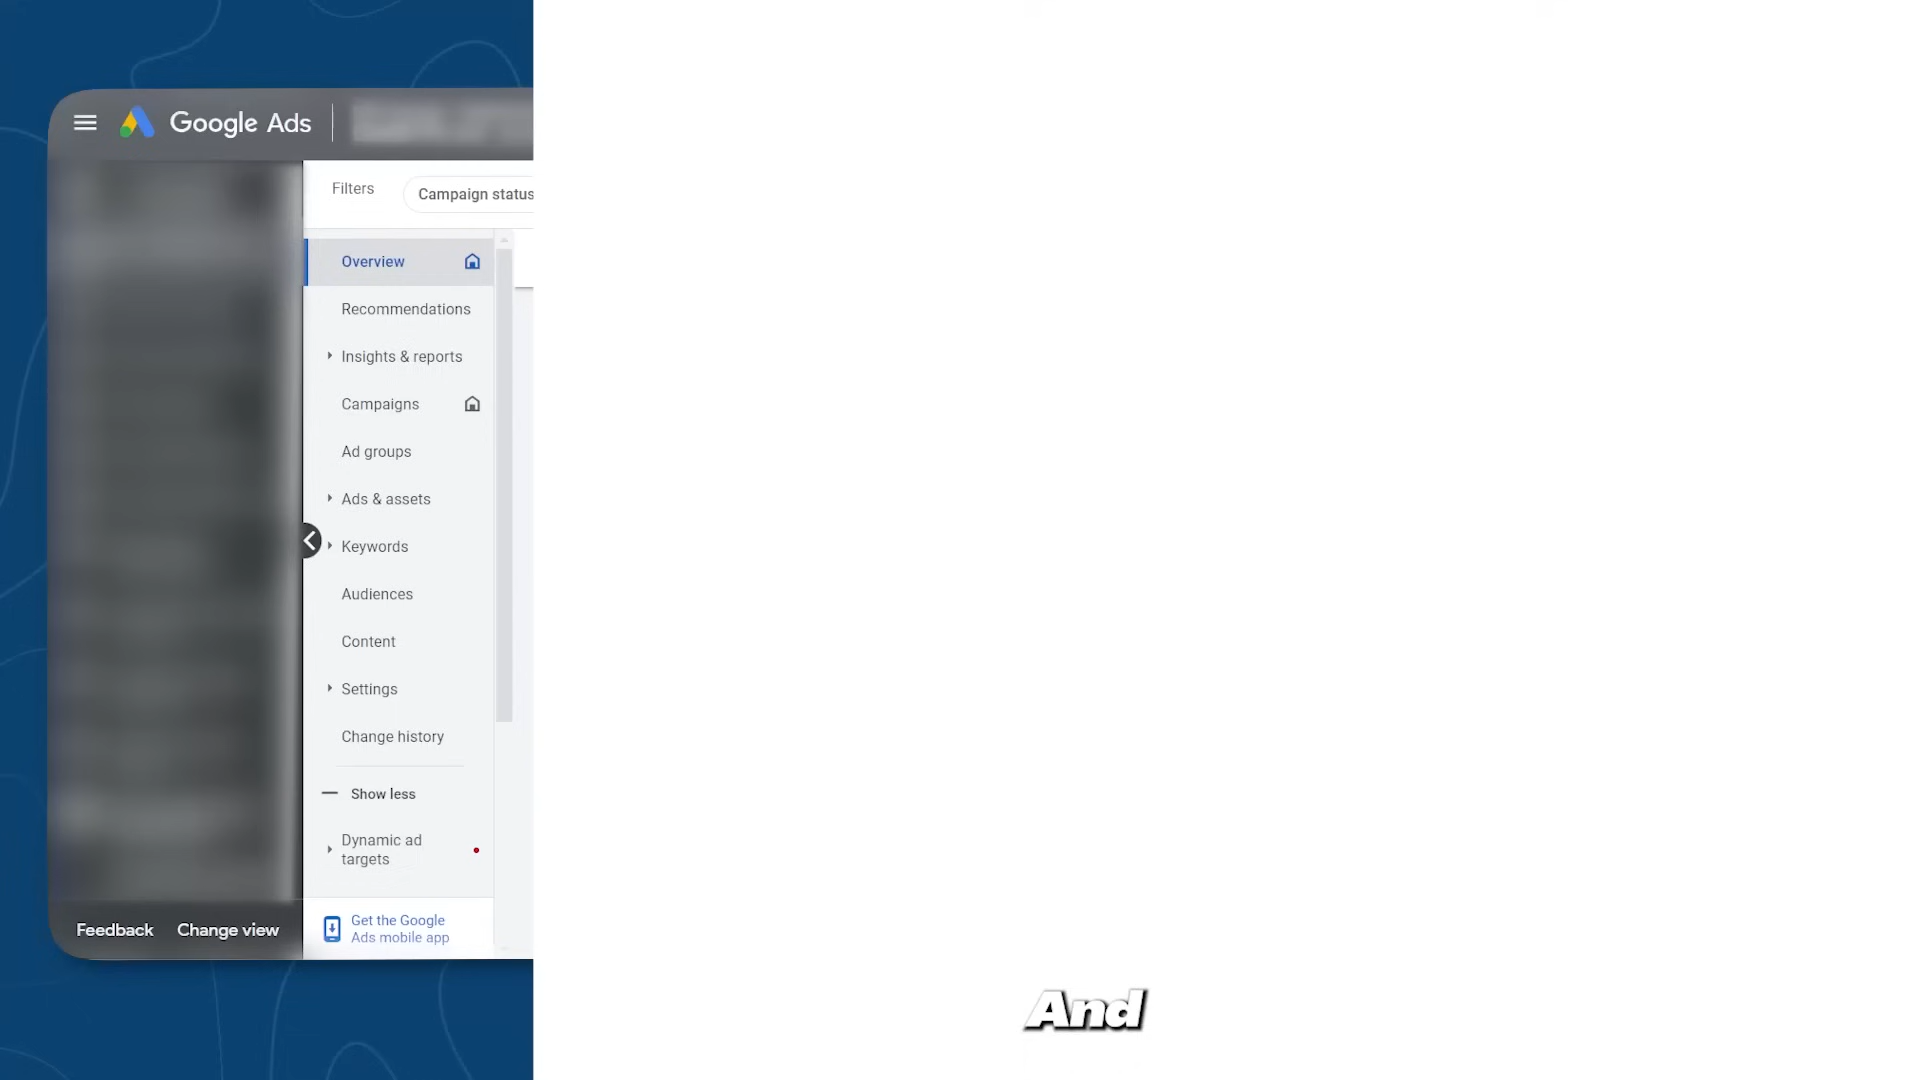 Google Ads
Filters
Campaign status
Overview
Recommendations
Insights & reports
Campaigns
Ad groups
Ads & assets
Keywords
Audiences
Content
Settings
Change history
Show less
Dynamic ad
targets
Get the Google
Ads mobile app
Feedback Change view
And